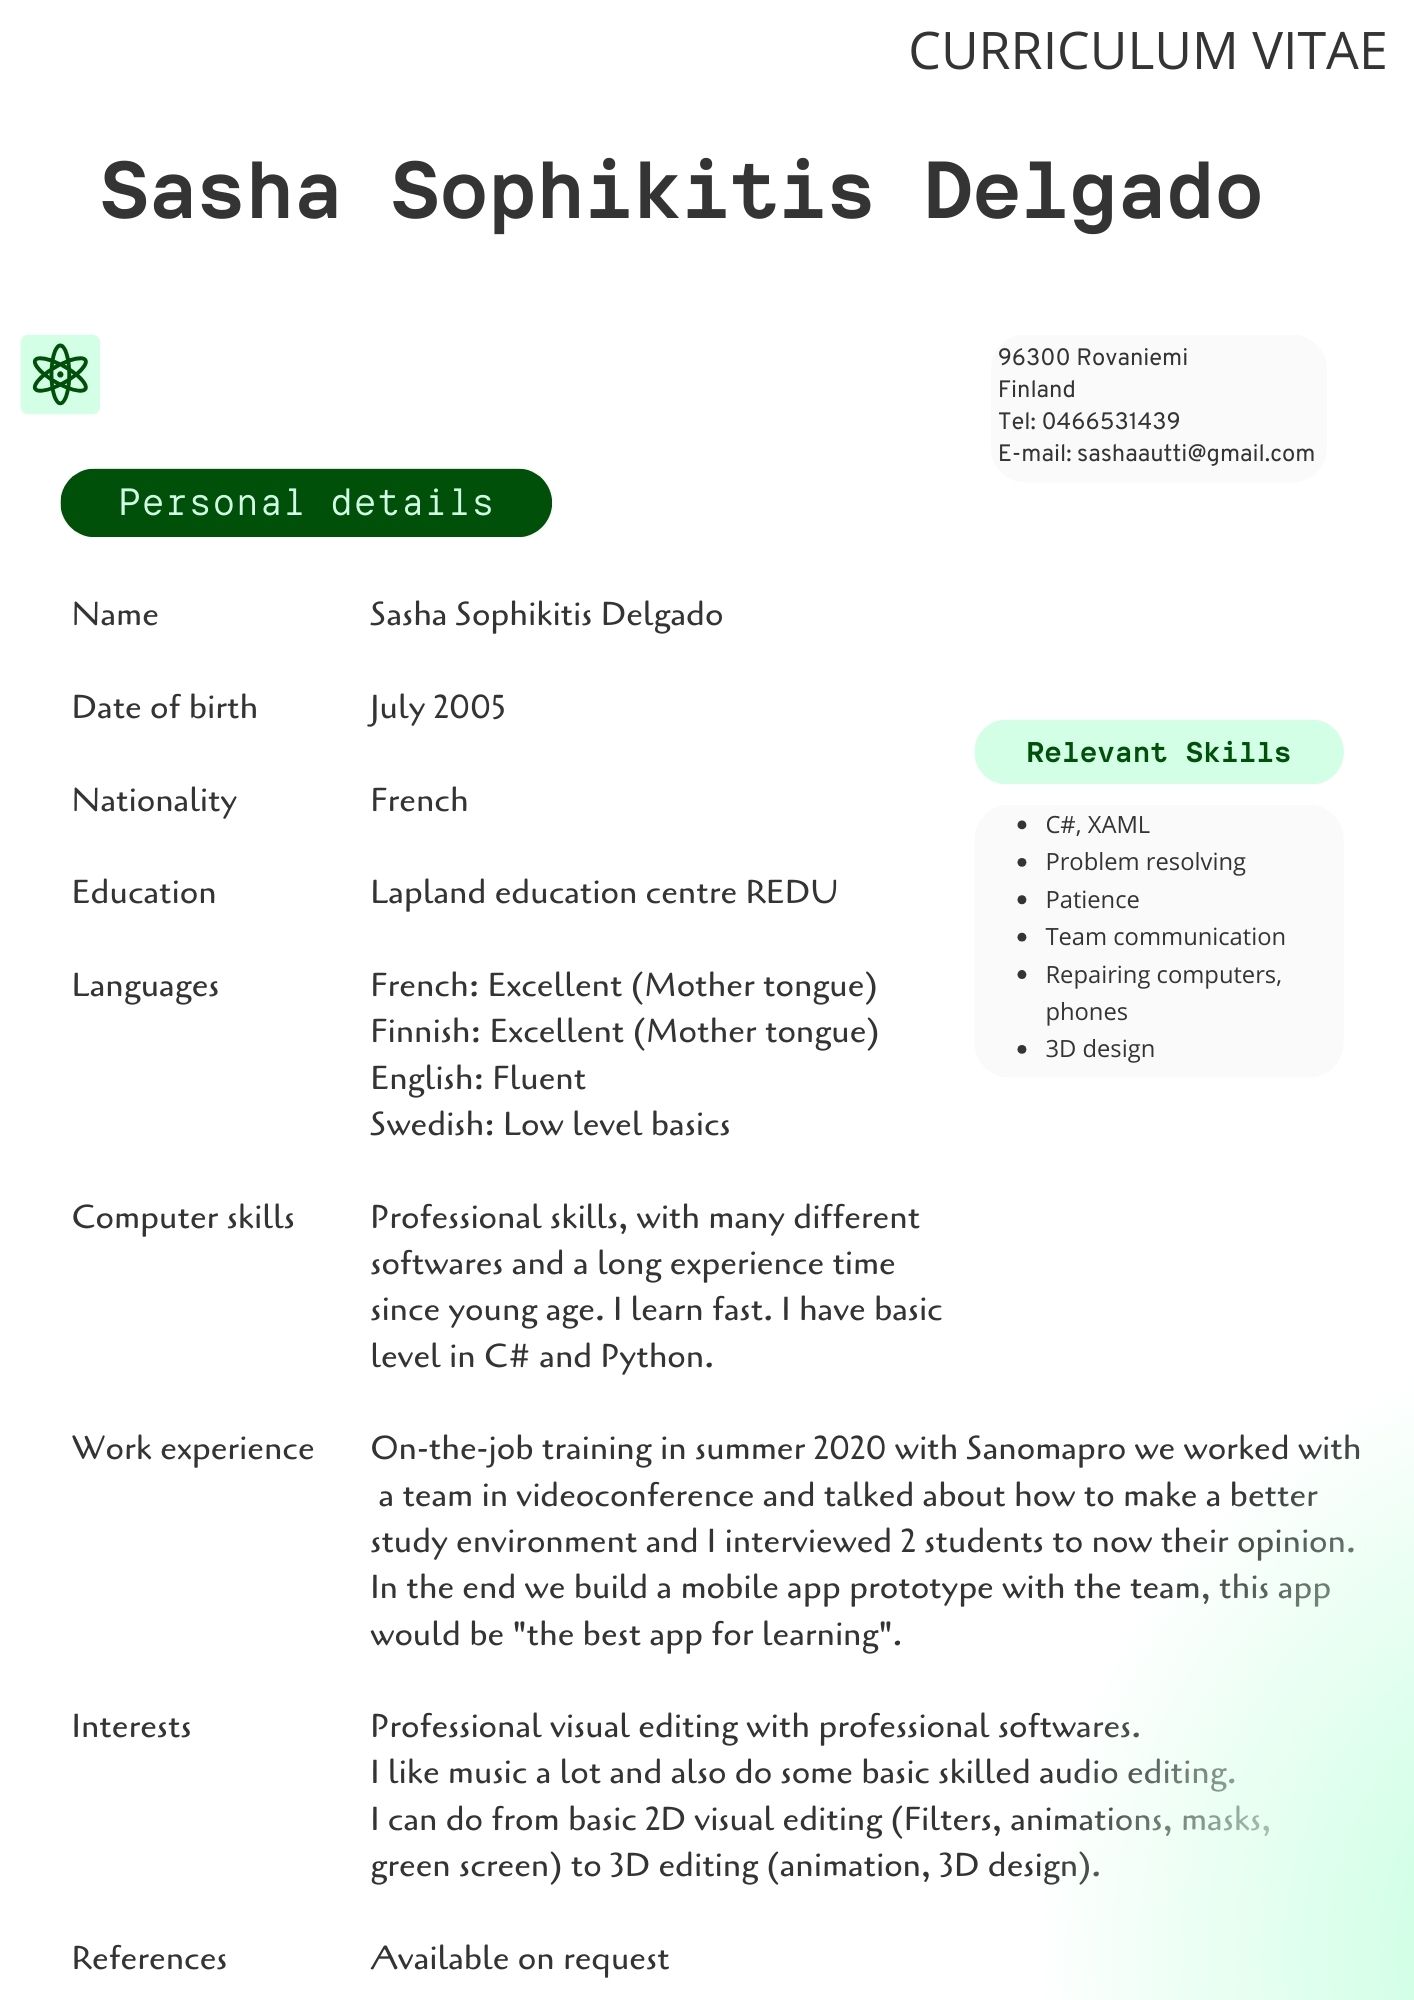 CURRICULUM VITAE
Sasha Sophikitis Delgado
96300 Rovaniemi
Finland
Tel: 0466531439
E-mail: sashaautti@gmail.com
Personal details
Name Sasha Sophikitis Delgado
Date of birth July 2005
Nationality French
Education Lapland education centre REDU
Languages French: Excellent (Mother tongue)
Finnish: Excellent (Mother tongue)
English: Fluent
Swedish: Low level basics
Relevant Skills
• C#, XAML
• Problem resolving
• Patience
• Team communication
• Repairing computers,
phones
• 3D design
Computer skills Professional skills, with many different
softwares and a long experience time
since young age. I learn fast. I have basic
level in C# and Python.
Work experience On-the-job training in summer 2020 with Sanomapro we worked with
a team in videoconference and talked about how to make a better
study environment and I interviewed 2 students to now their opinion.
In the end we build a mobile app prototype with the team, this app
would be "the best app for learning".
Interests Professional visual editing with professional softwares.
I like music a lot and also do some basic skilled audio editing.
I can do from basic 2D visual editing (Filters, animations, masks,
green screen) to 3D editing (animation, 3D design).
References Available on request